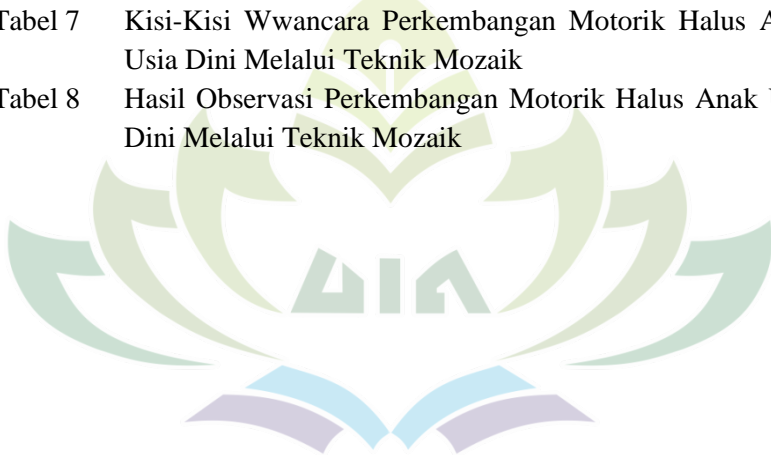 Tabel 7 Kisi-Kisi Wwancara Perkembangan Motorik Halus
Usia Dini Melalui Teknik Mozaik
Tabel 8 Hasil Observasi Perkembangan Motorik Halus Anak
Dini Melalui Teknik Mozaik
UIN